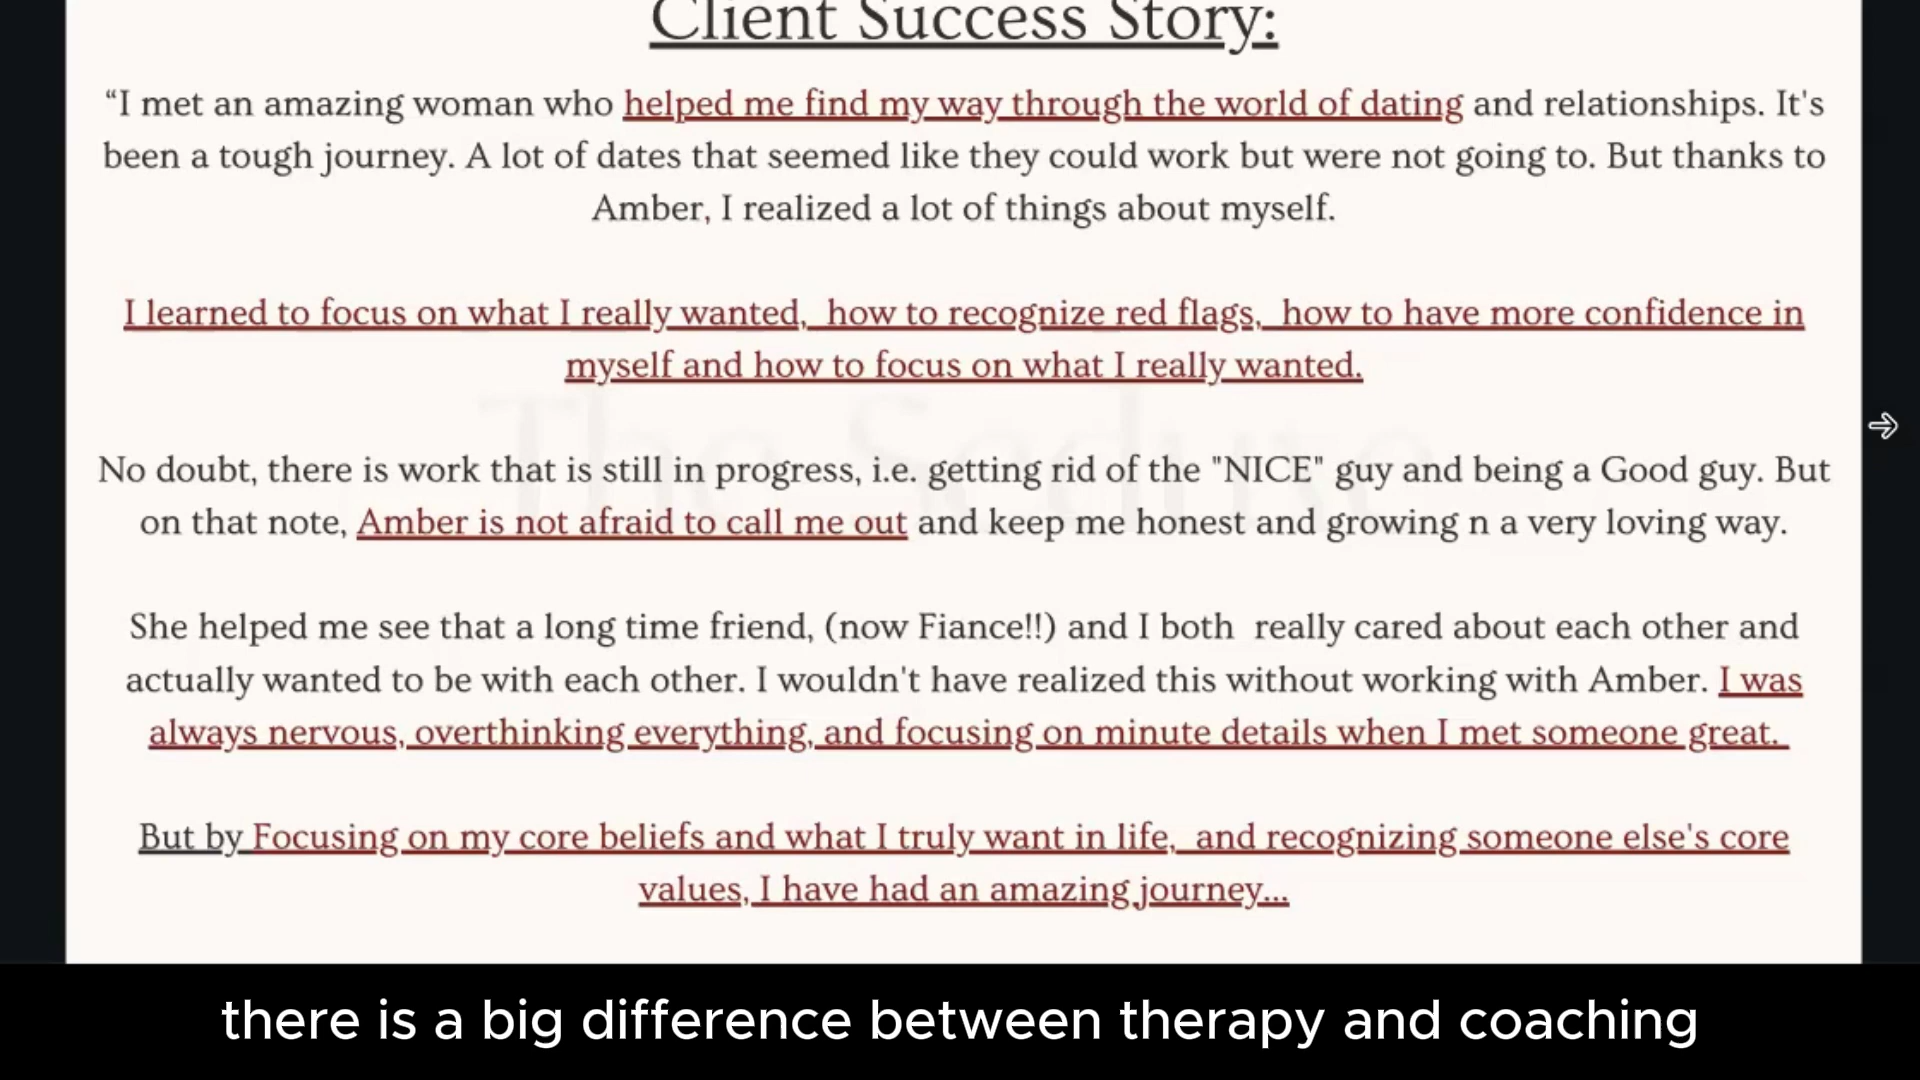 Client Success Story:
“I met an amazing woman who helped me find my way through the world of dating and relationships. It's
been a tough journey. A lot of dates that seemed like they could work but were not going to. But thanks to
Amber, I realized a lot of things about myself.
I learned to focus on what I really wanted,  how to recognize red flags,  how to have more confidence in
myself and how to focus on what I really wanted.
No doubt, there is work that is still in progress, i.e. getting rid of the "NICE" guy and being a Good guy. But
on that note, Amber is not afraid to call me out and keep me honest and growing n a very loving way.
She helped me see that a long time friend, (now Fiance!!) and I both  really cared about each other and
actually wanted to be with each other. I wouldn't have realized this without working with Amber. I was
always nervous, overthinking everything, and focusing on minute details when I met someone great.
But by Focusing on my core beliefs and what I truly want in life,  and recognizing someone else's core
values, I have had an amazing journey...
there is a big difference between therapy and coaching